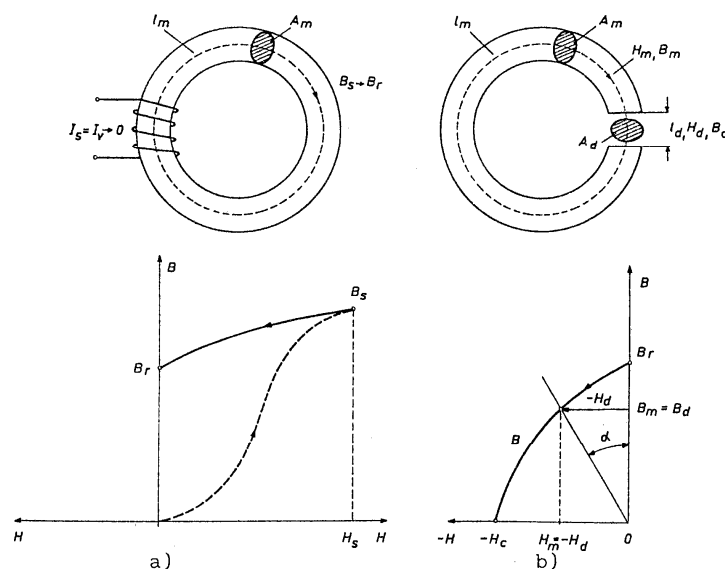 l_m
A_m
B_s→B_r
I_s=I_v→0
l_m
A_m
H_m, B_m
A_d
l_d, H_d, B_d
B
B_s
B_r
H
H_s
H
a)
B
B_r
-H_d
B_m = B_d
B
α
-H
-H_c
H_m=-H_d
0
b)